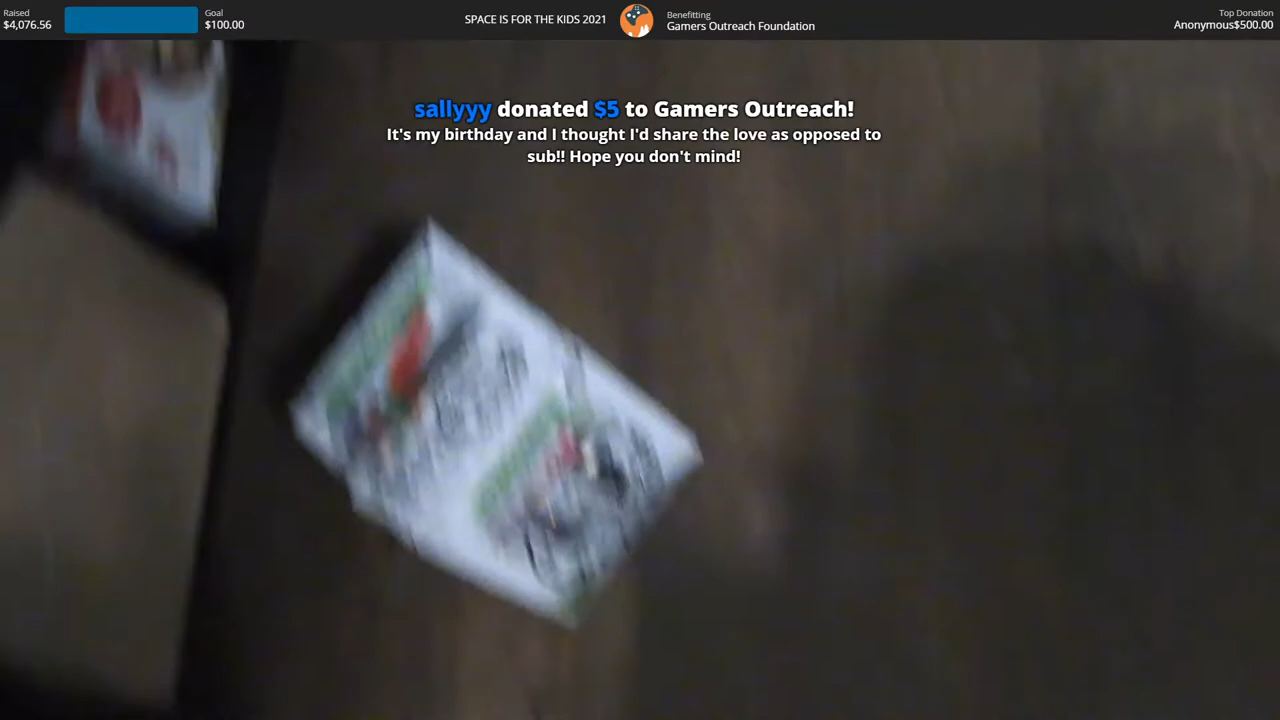 Raised
$4,076.56
Goal
$100.00
SPACE IS FOR THE KIDS 2021
Benefitting
Gamers Outreach Foundation
Top Donation
Anonymous$500.00
sallyyy donated $5 to Gamers Outreach!
It's my birthday and I thought I'd share the love as opposed to
sub!! Hope you don't mind!